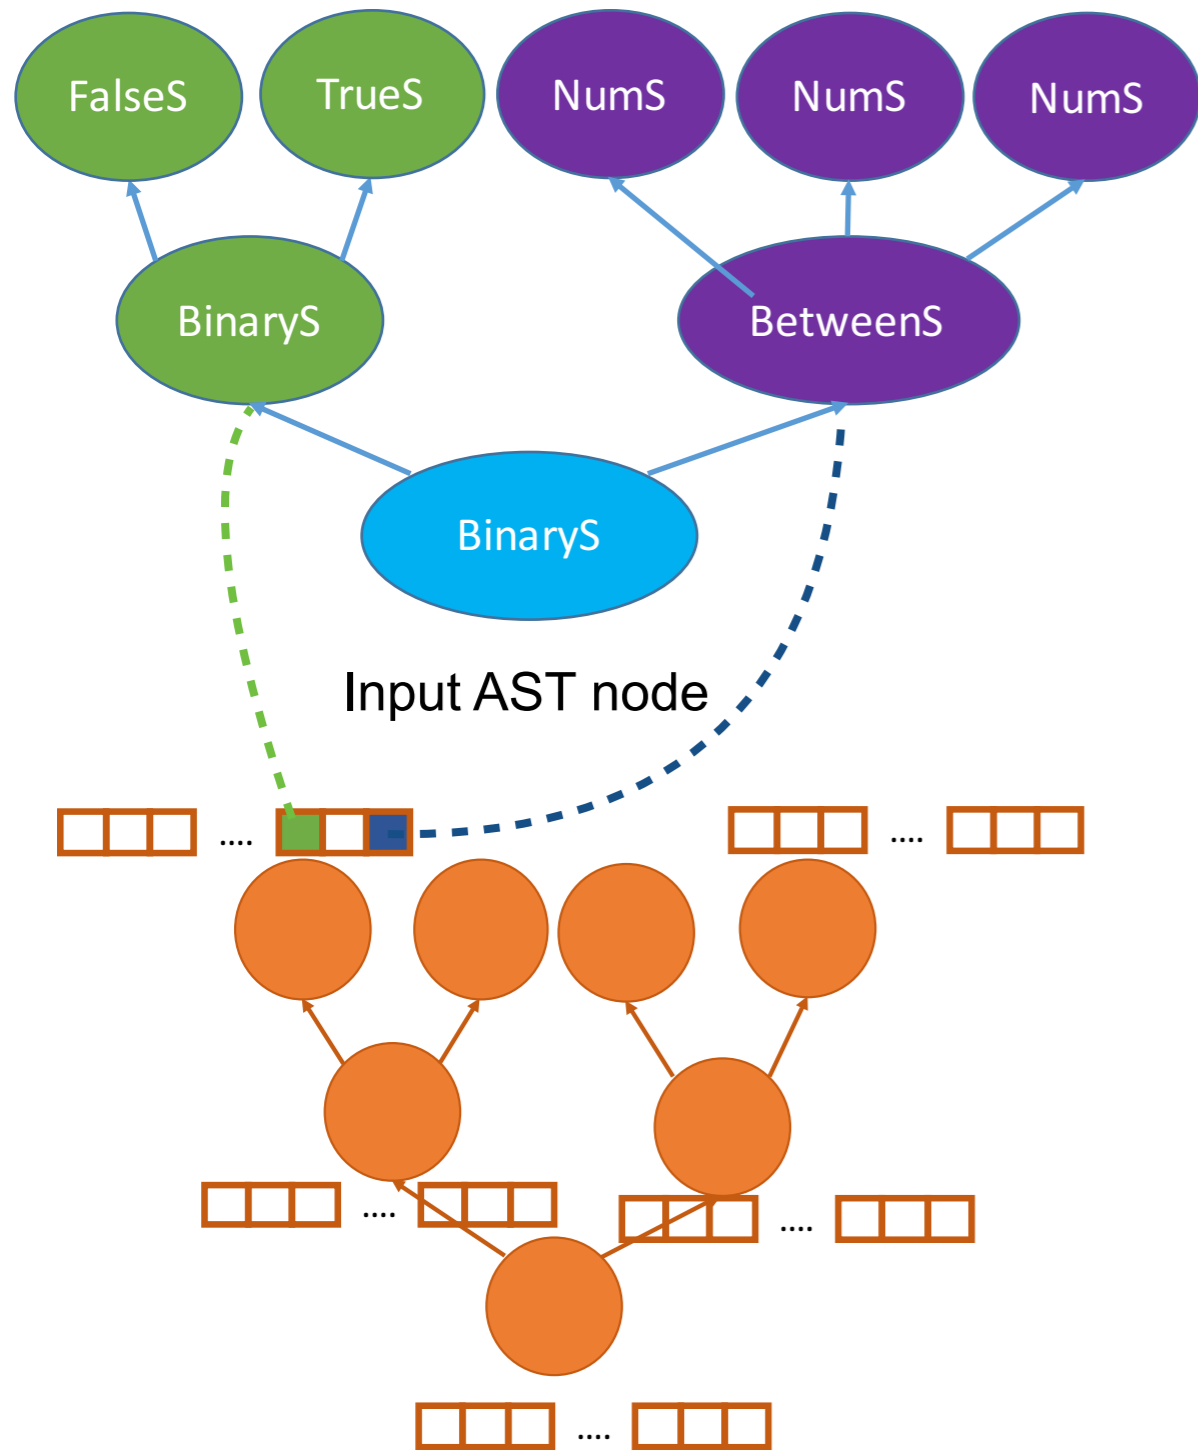 FalseS
TrueS
NumS
NumS
NumS
BinaryS
BetweenS
BinaryS
Input AST node
....
....
....
....
....